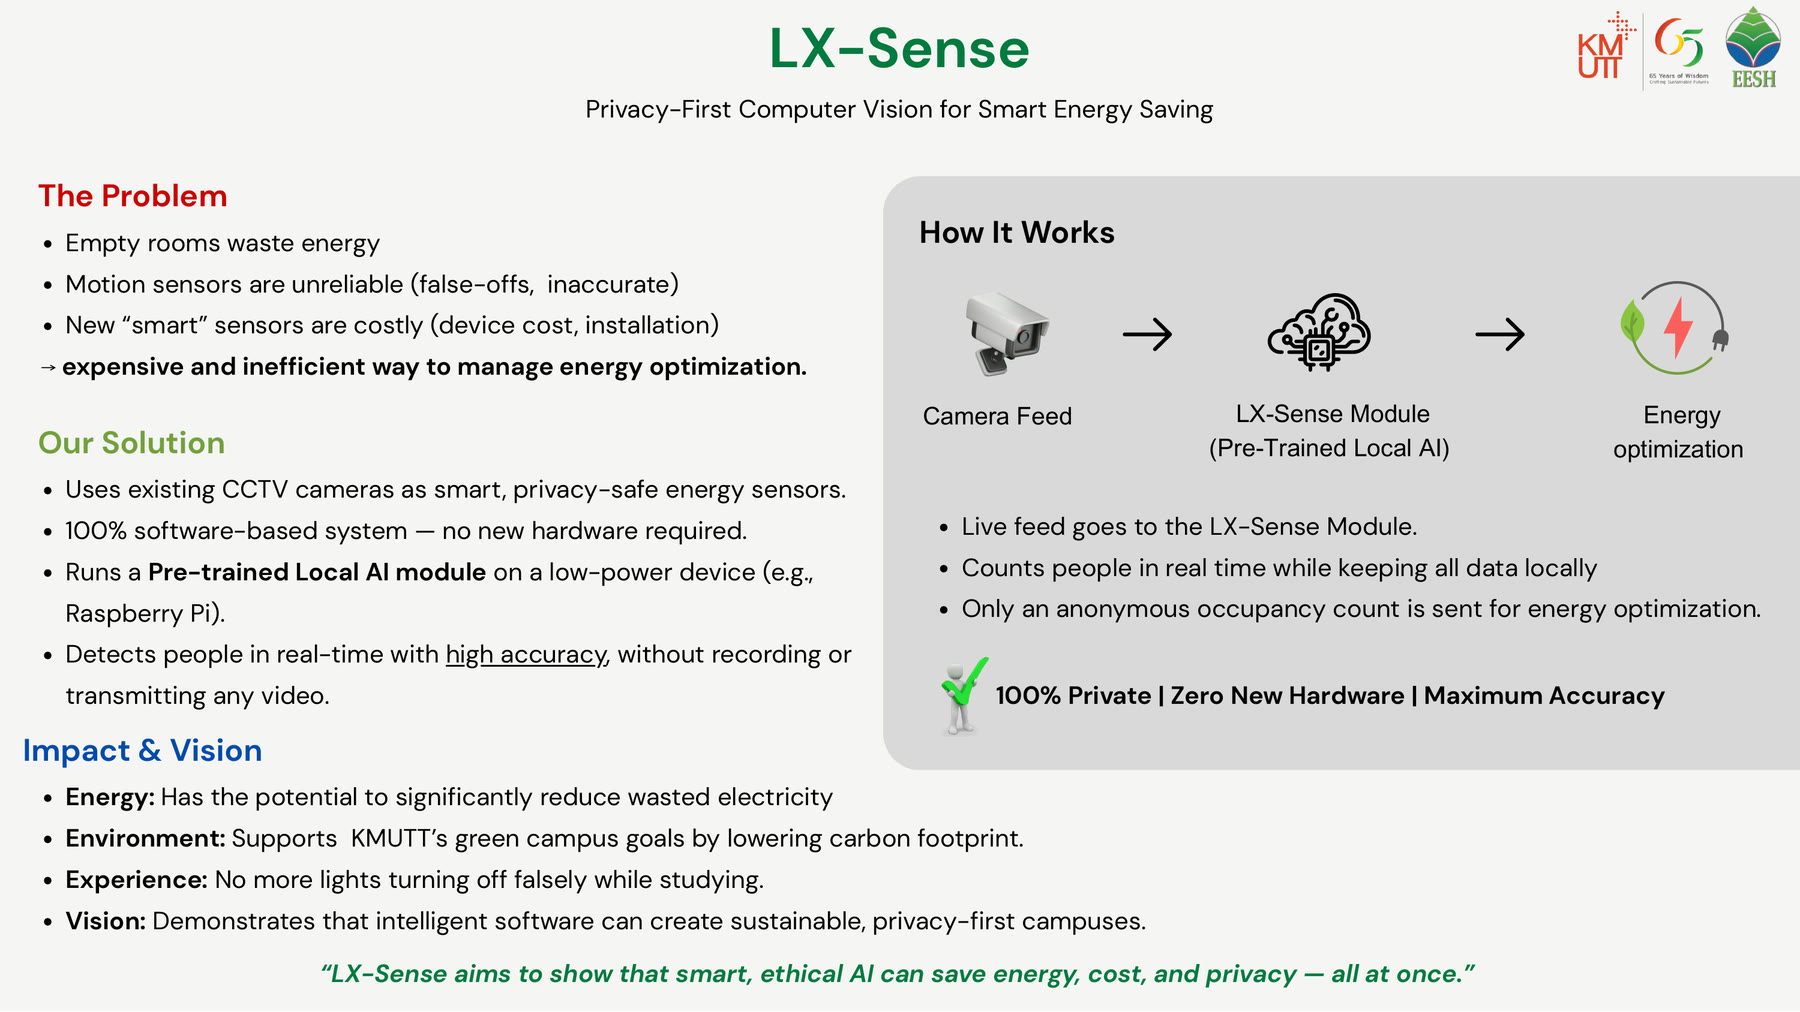 LX-Sense
Privacy-First Computer Vision for Smart Energy Saving
KM
UTT
65
65 Years of Wisdom
Crafting Sustainable Futures
EESH
The Problem
• Empty rooms waste energy
• Motion sensors are unreliable (false-offs,  inaccurate)
• New “smart” sensors are costly (device cost, installation)
→ expensive and inefficient way to manage energy optimization.
Our Solution
• Uses existing CCTV cameras as smart, privacy-safe energy sensors.
• 100% software-based system — no new hardware required.
• Runs a Pre-trained Local AI module on a low-power device (e.g.,
Raspberry Pi).
• Detects people in real-time with high accuracy, without recording or
transmitting any video.
How It Works
Camera Feed
LX-Sense Module
(Pre-Trained Local AI)
Energy
optimization
• Live feed goes to the LX-Sense Module.
• Counts people in real time while keeping all data locally
• Only an anonymous occupancy count is sent for energy optimization.
100% Private | Zero New Hardware | Maximum Accuracy
Impact & Vision
• Energy: Has the potential to significantly reduce wasted electricity
• Environment: Supports  KMUTT’s green campus goals by lowering carbon footprint.
• Experience: No more lights turning off falsely while studying.
• Vision: Demonstrates that intelligent software can create sustainable, privacy-first campuses.
“LX-Sense aims to show that smart, ethical AI can save energy, cost, and privacy — all at once.”